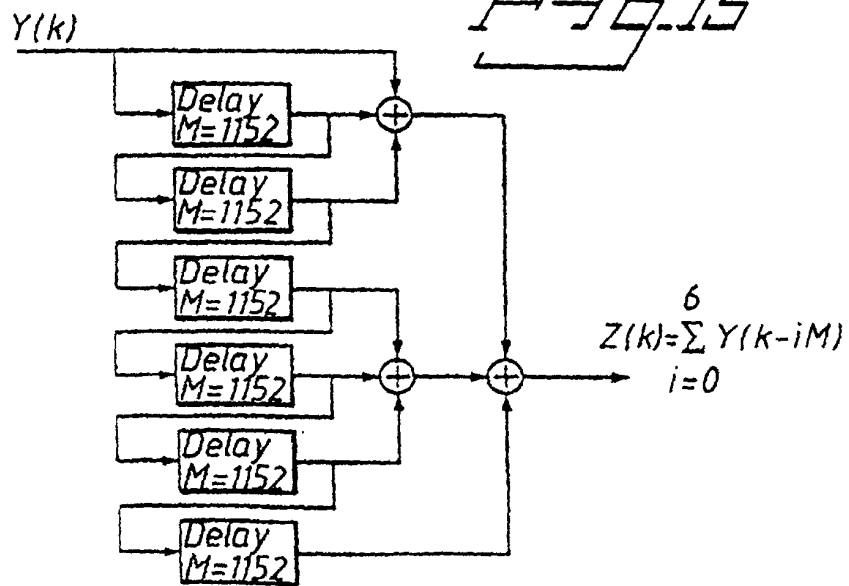 Y(k)
Delay
M=1152
Delay
M=1152
Delay
M=1152
Delay
M=1152
Delay
M=1152
Delay
M=1152
6
Z(k)=Σ Y(k-iM)
i=0